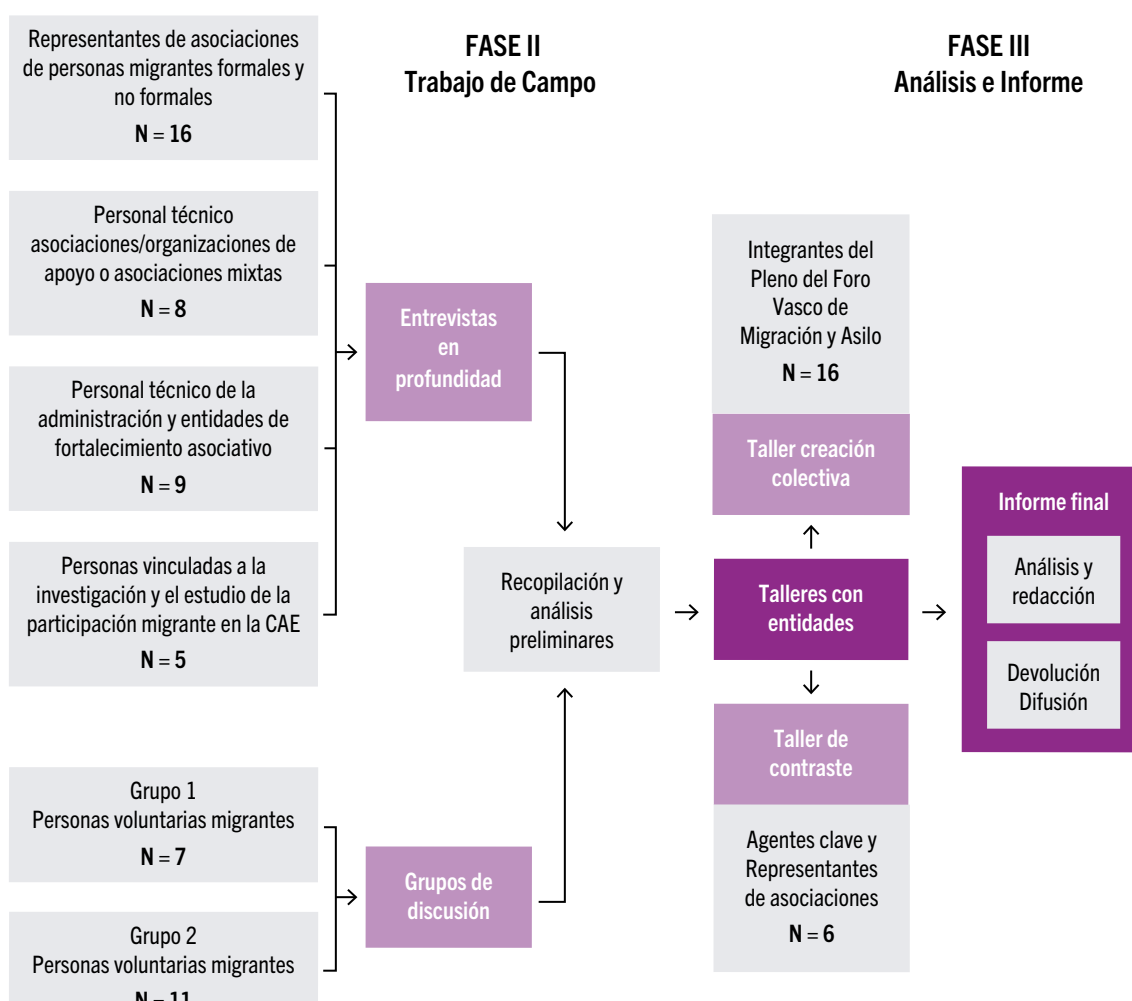 Representantes de asociaciones
de personas migrantes formales y
no formales
N = 16
Personal técnico
asociaciones/organizaciones de
apoyo o asociaciones mixtas
N = 8
Personal técnico de la
administración y entidades de
fortalecimiento asociativo
N = 9
Personas vinculadas a la
investigación y el estudio de la
participación migrante en la CAE
N = 5
Grupo 1
Personas voluntarias migrantes
N = 7
Grupo 2
Personas voluntarias migrantes
N = 11
FASE II
Trabajo de Campo
Entrevistas
en
profundidad
Grupos de
discusión
Recopilación y
análisis
preliminares
FASE III
Análisis e Informe
Integrantes del
Pleno del Foro
Vasco de
Migración y Asilo
N = 16
Taller creación
colectiva
Talleres con
entidades
Taller de
contraste
Agentes clave y
Representantes
de asociaciones
N = 6
Informe final
Análisis y
redacción
Devolución
Difusión